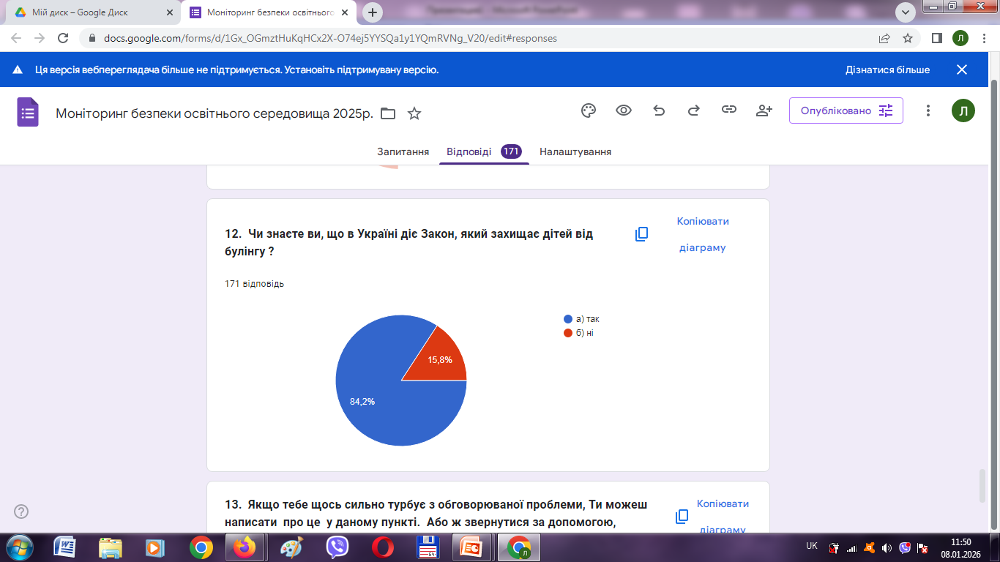 Мій диск – Google Диск
Моніторинг безпеки освітнього
docs.google.com/forms/d/1Gx_OGmztHuKqHCx2X-O74ej5YYSQa1y1YQmRVNg_V20/edit#responses
Л
Ця версія вебпереглядача більше не підтримується. Установіть підтримувану версію.
Дізнатися більше
Моніторинг безпеки освітнього середовища 2025р.
Опубліковано
Л
Запитання
Відповіді 171
Налаштування
12. Чи знаєте ви, що в Україні діє Закон, який захищає дітей від
булінгу ?
Копіювати
діаграму
171 відповідь
а) так
б) ні
15,8%
84,2%
13. Якщо тебе щось сильно турбує з обговорюваної проблеми, Ти можеш
написати про це у даному пункті. Або ж звернутися за допомогою,
Копіювати
діаграму
UK
11:50
08.01.2026